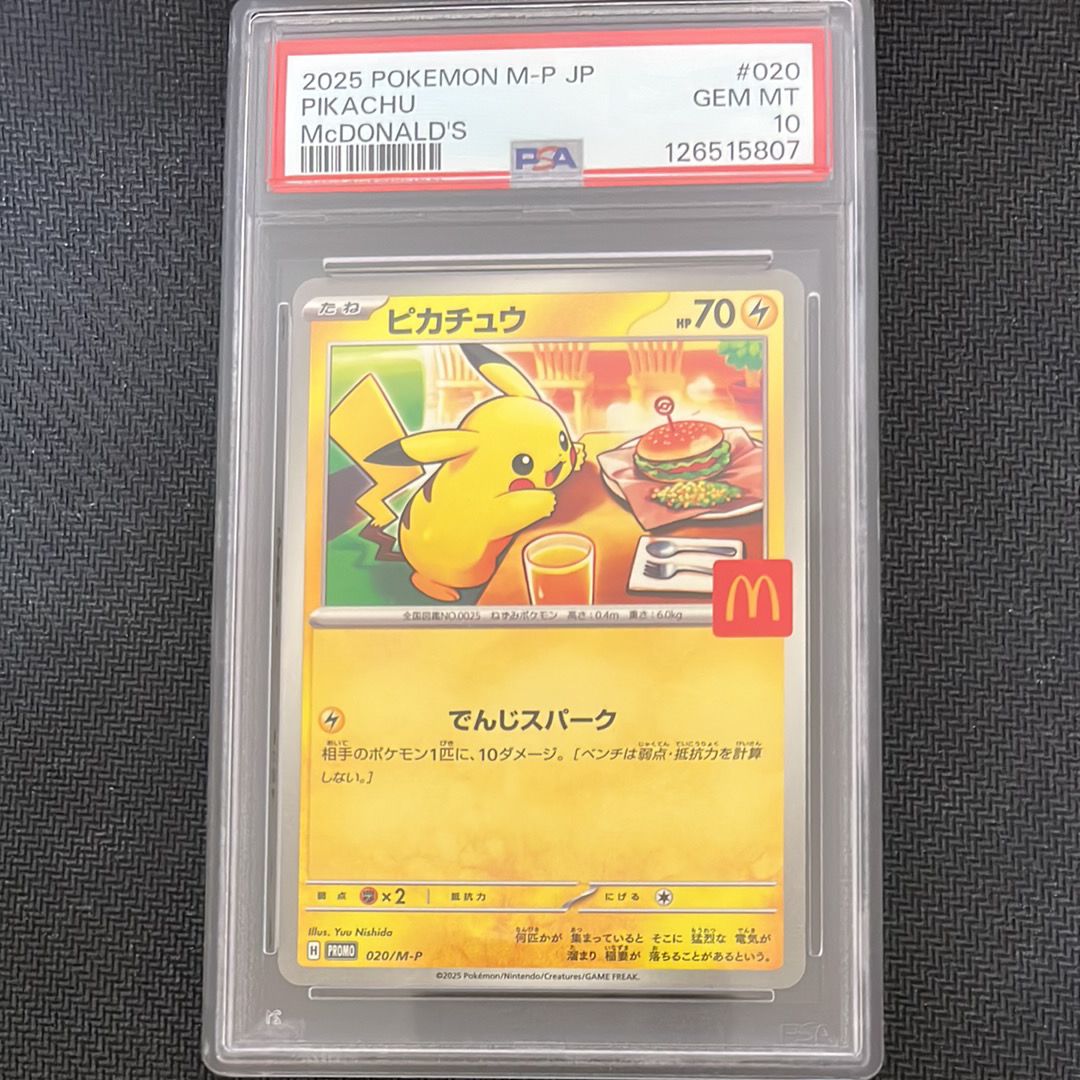 2025 POKEMON M-P JP #020
PIKACHU GEM MT
McDONALD'S 10
PSA 126515807
たね ピカチュウ HP70
全国図鑑NO.0025 ねずみポケモン 高さ:0.4m 重さ:6.0kg
でんじスパーク
相手のポケモン1匹に、10ダメージ。[ベンチは弱点・抵抗力を計算
しない。]
弱点 ×2 抵抗力 にげる
Illus. Yuu Nishida
何匹かが 集まっていると そこに 猛烈な 電気が
溜まり 稲妻が 落ちることがあるという。
H PROMO 020/M-P
©2025 Pokémon/Nintendo/Creatures/GAME FREAK.